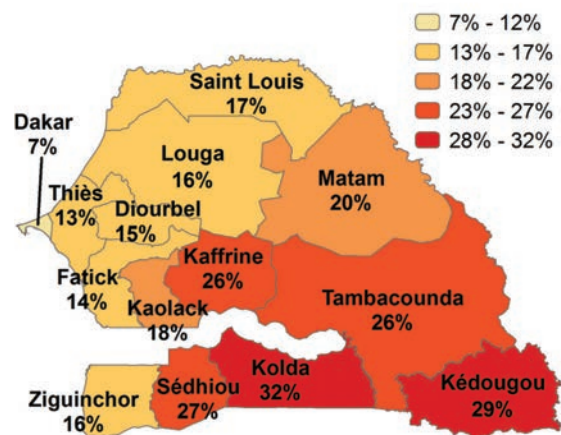 7% - 12%
13% - 17%
18% - 22%
23% - 27%
28% - 32%
Saint Louis
17%
Dakar
7%
Louga
16%
Matam
20%
Thiès
13%
Diourbel
15%
Kaffrine
26%
Fatick
14%
Kaolack
18%
Tambacounda
26%
Kolda
32%
Sédhiou
27%
Kédougou
29%
Ziguinchor
16%